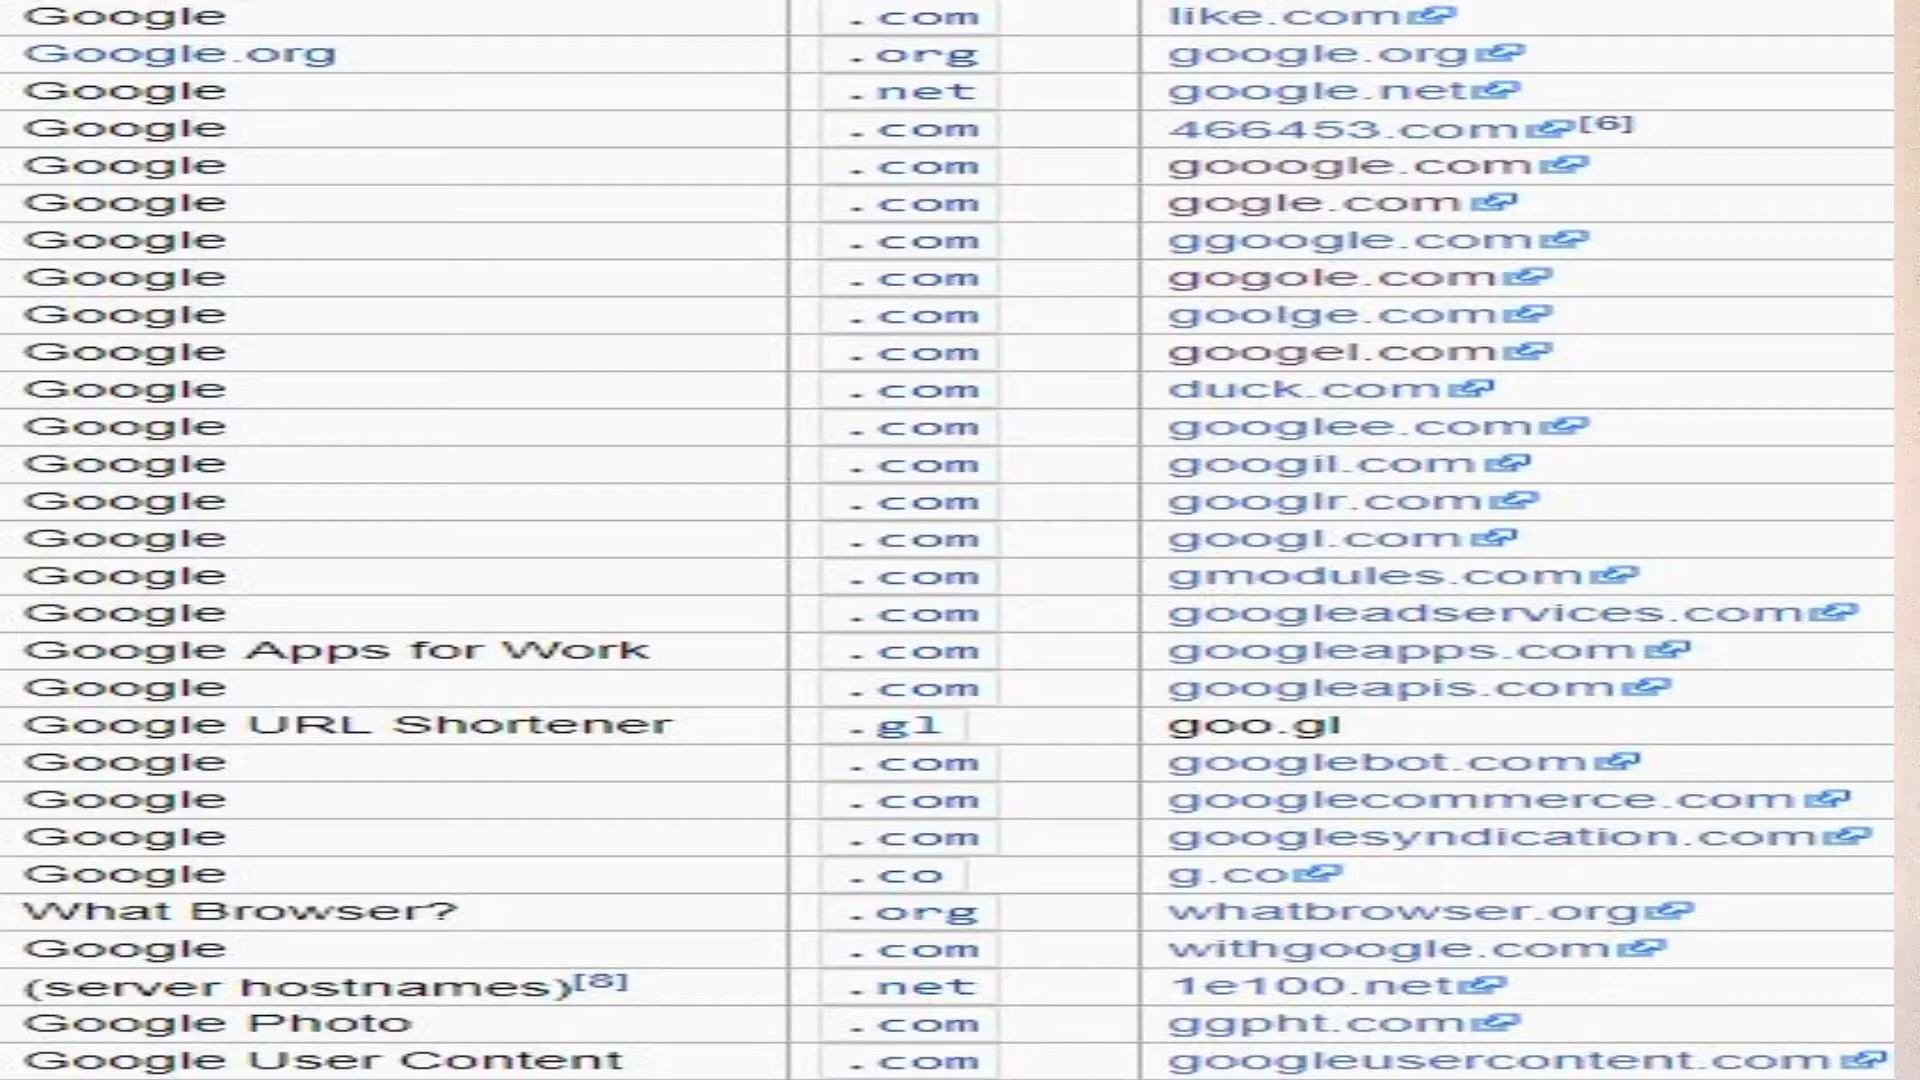 Google .com like.com
Google.org .org google.org
Google .net google.net
Google .com 466453.com[6]
Google .com gooogle.com
Google .com gogle.com
Google .com ggoogle.com
Google .com gogole.com
Google .com goolge.com
Google .com googel.com
Google .com duck.com
Google .com googlee.com
Google .com googil.com
Google .com googlr.com
Google .com googl.com
Google .com gmodules.com
Google .com googleadservices.com
Google Apps for Work .com googleapps.com
Google .com googleapis.com
Google URL Shortener .gl goo.gl
Google .com googlebot.com
Google .com googlecommerce.com
Google .com googlesyndication.com
Google .co g.co
What Browser? .org whatbrowser.org
Google .com withgoogle.com
(server hostnames)[8] .net 1e100.net
Google Photo .com ggpht.com
Google User Content .com googleusercontent.com